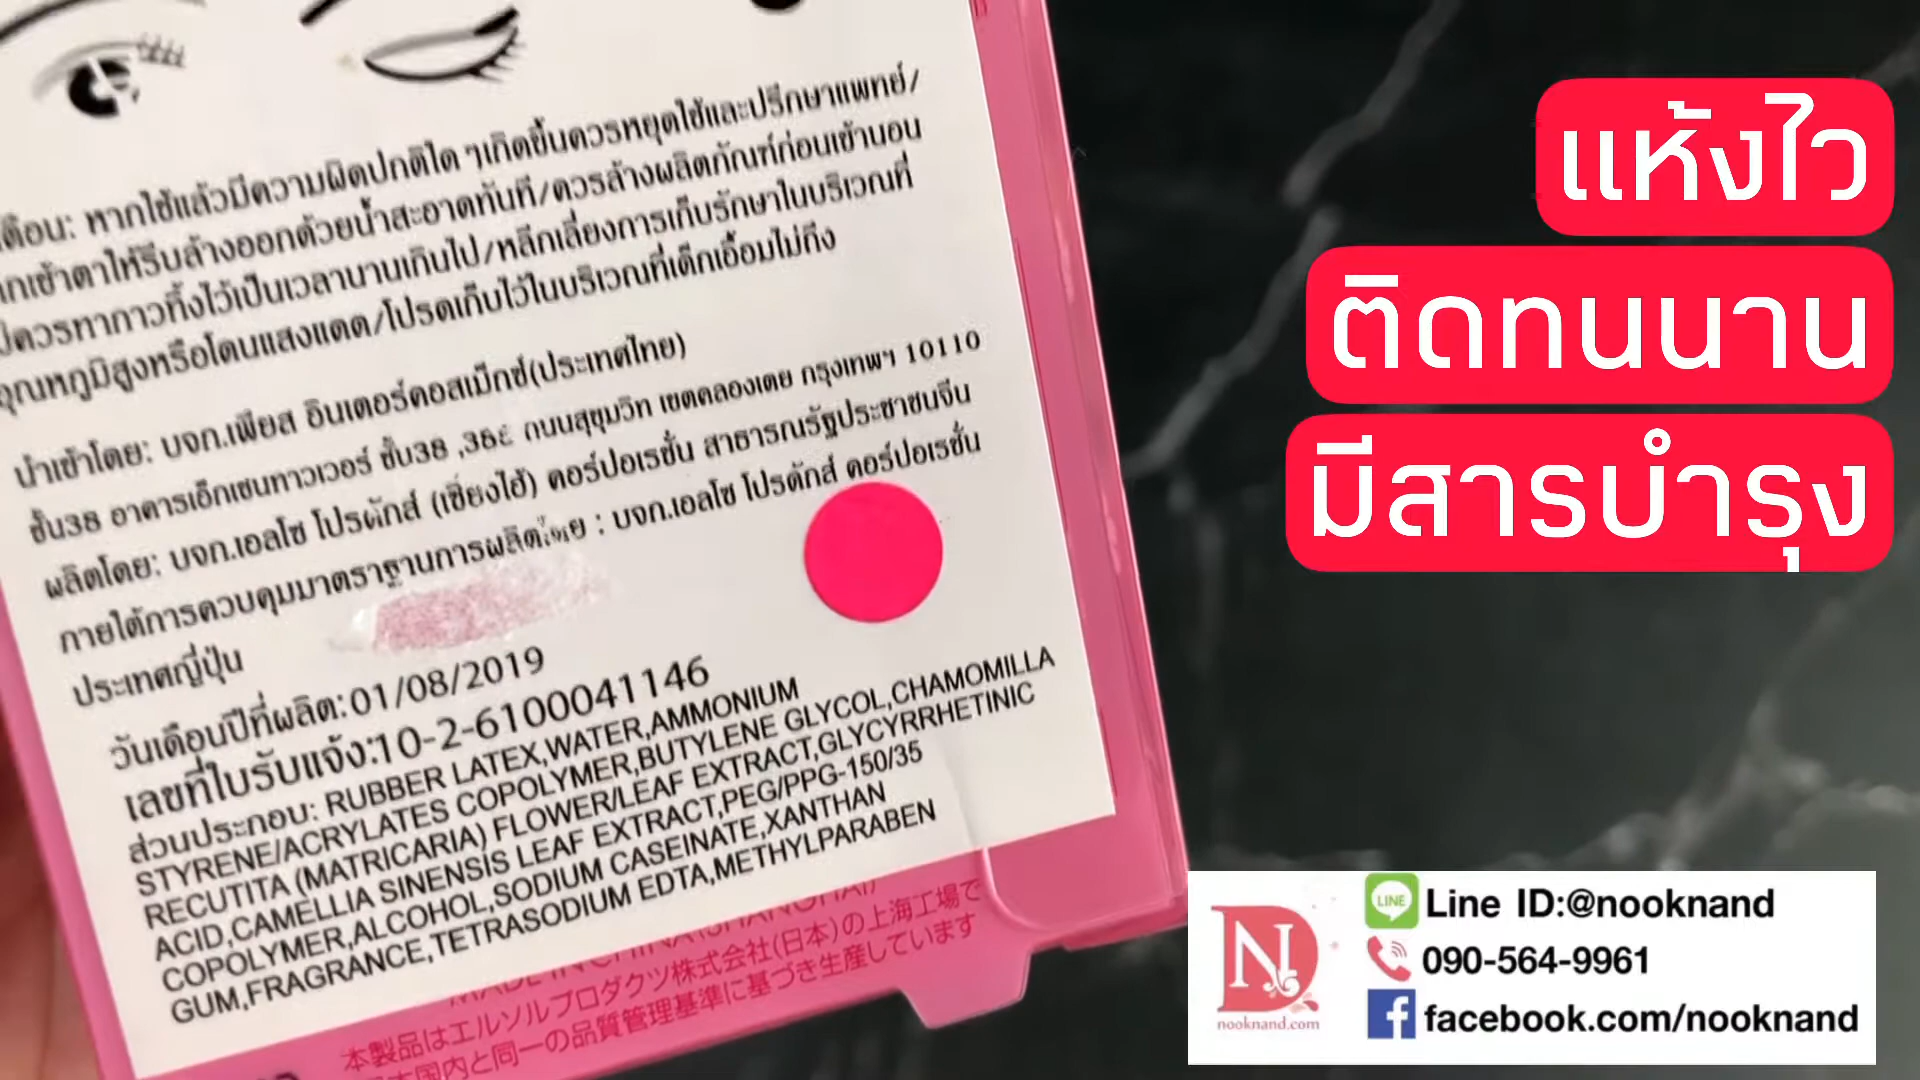 เตือน: หากใช้แล้วมีความผิดปกติใด ๆเกิดขึ้นควรหยุดใช้และปรึกษาแพทย์/
กเข้าตาให้รีบล้างออกด้วยน้ำสะอาดทันที/ควรล้างผลิตภัณฑ์ก่อนเข้านอน
ควรทากาวทิ้งไว้เป็นเวลานานเกินไป/หลีกเลี่ยงการเก็บรักษาในบริเวณที่
อุณหภูมิสูงหรือโดนแสงแดด/โปรดเก็บไว้ในบริเวณที่เด็กเอื้อมไม่ถึง
นำเข้าโดย: บจก.เพียส อินเตอร์คอสเม็ทซ์(ประเทศไทย)
ชั้น38 อาคารเอ็กเชนทาวเวอร์ ชั้น38 ,388 ถนนสุขุมวิท เขตคลองเตย กรุงเทพฯ 10110
ผลิตโดย: บจก.เอลโซ โปรดักส์ (เซี่ยงไฮ้) คอร์ปอเรชั่น สาธารณรัฐประชาชนจีน
ภายใต้การควบคุมมาตราฐานการผลิตโดย : บจก.เอลโซ โปรดักส์ คอร์ปอเรชั่น
ประเทศญี่ปุ่น
วันเดือนปีที่ผลิต:01/08/2019
เลขที่ใบรับแจ้ง:10-2-6100041146
ส่วนประกอบ: RUBBER LATEX,WATER,AMMONIUM
STYRENE/ACRYLATES COPOLYMER,BUTYLENE GLYCOL,CHAMOMILLA
RECUTITA (MATRICARIA) FLOWER/LEAF EXTRACT,GLYCYRRHETINIC
ACID,CAMELLIA SINENSIS LEAF EXTRACT,PEG/PPG-150/35
COPOLYMER,ALCOHOL,SODIUM CASEINATE,XANTHAN
GUM,FRAGRANCE,TETRASODIUM EDTA,METHYLPARABEN
MADE IN CHINA (SHANGHAI)
本製品はエルソルプロダクツ株式会社(日本)の上海工場で
日本国内と同一の品質管理基準に基づき生産しています
แห้งไว
ติดทนนาน
มีสารบำรุง
ND
nooknand.com
LINE
Line ID:@nooknand
090-564-9961
facebook.com/nooknand